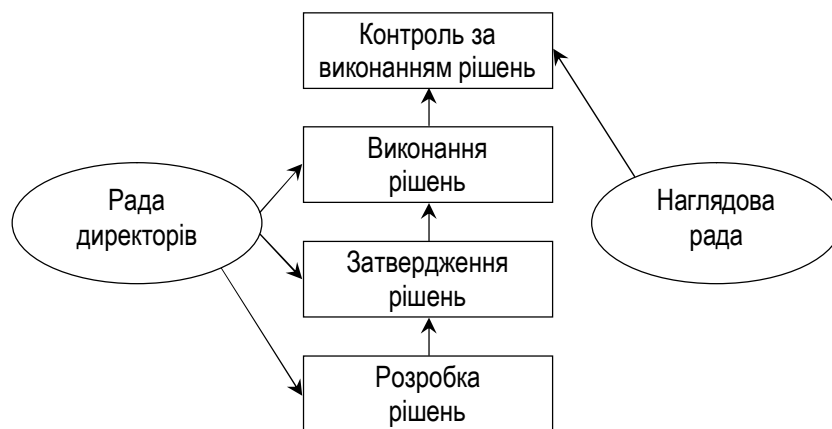 Контроль за
виконанням рішень
Виконання
рішень
Рада
директорів
Наглядова
рада
Затвердження
рішень
Розробка
рішень